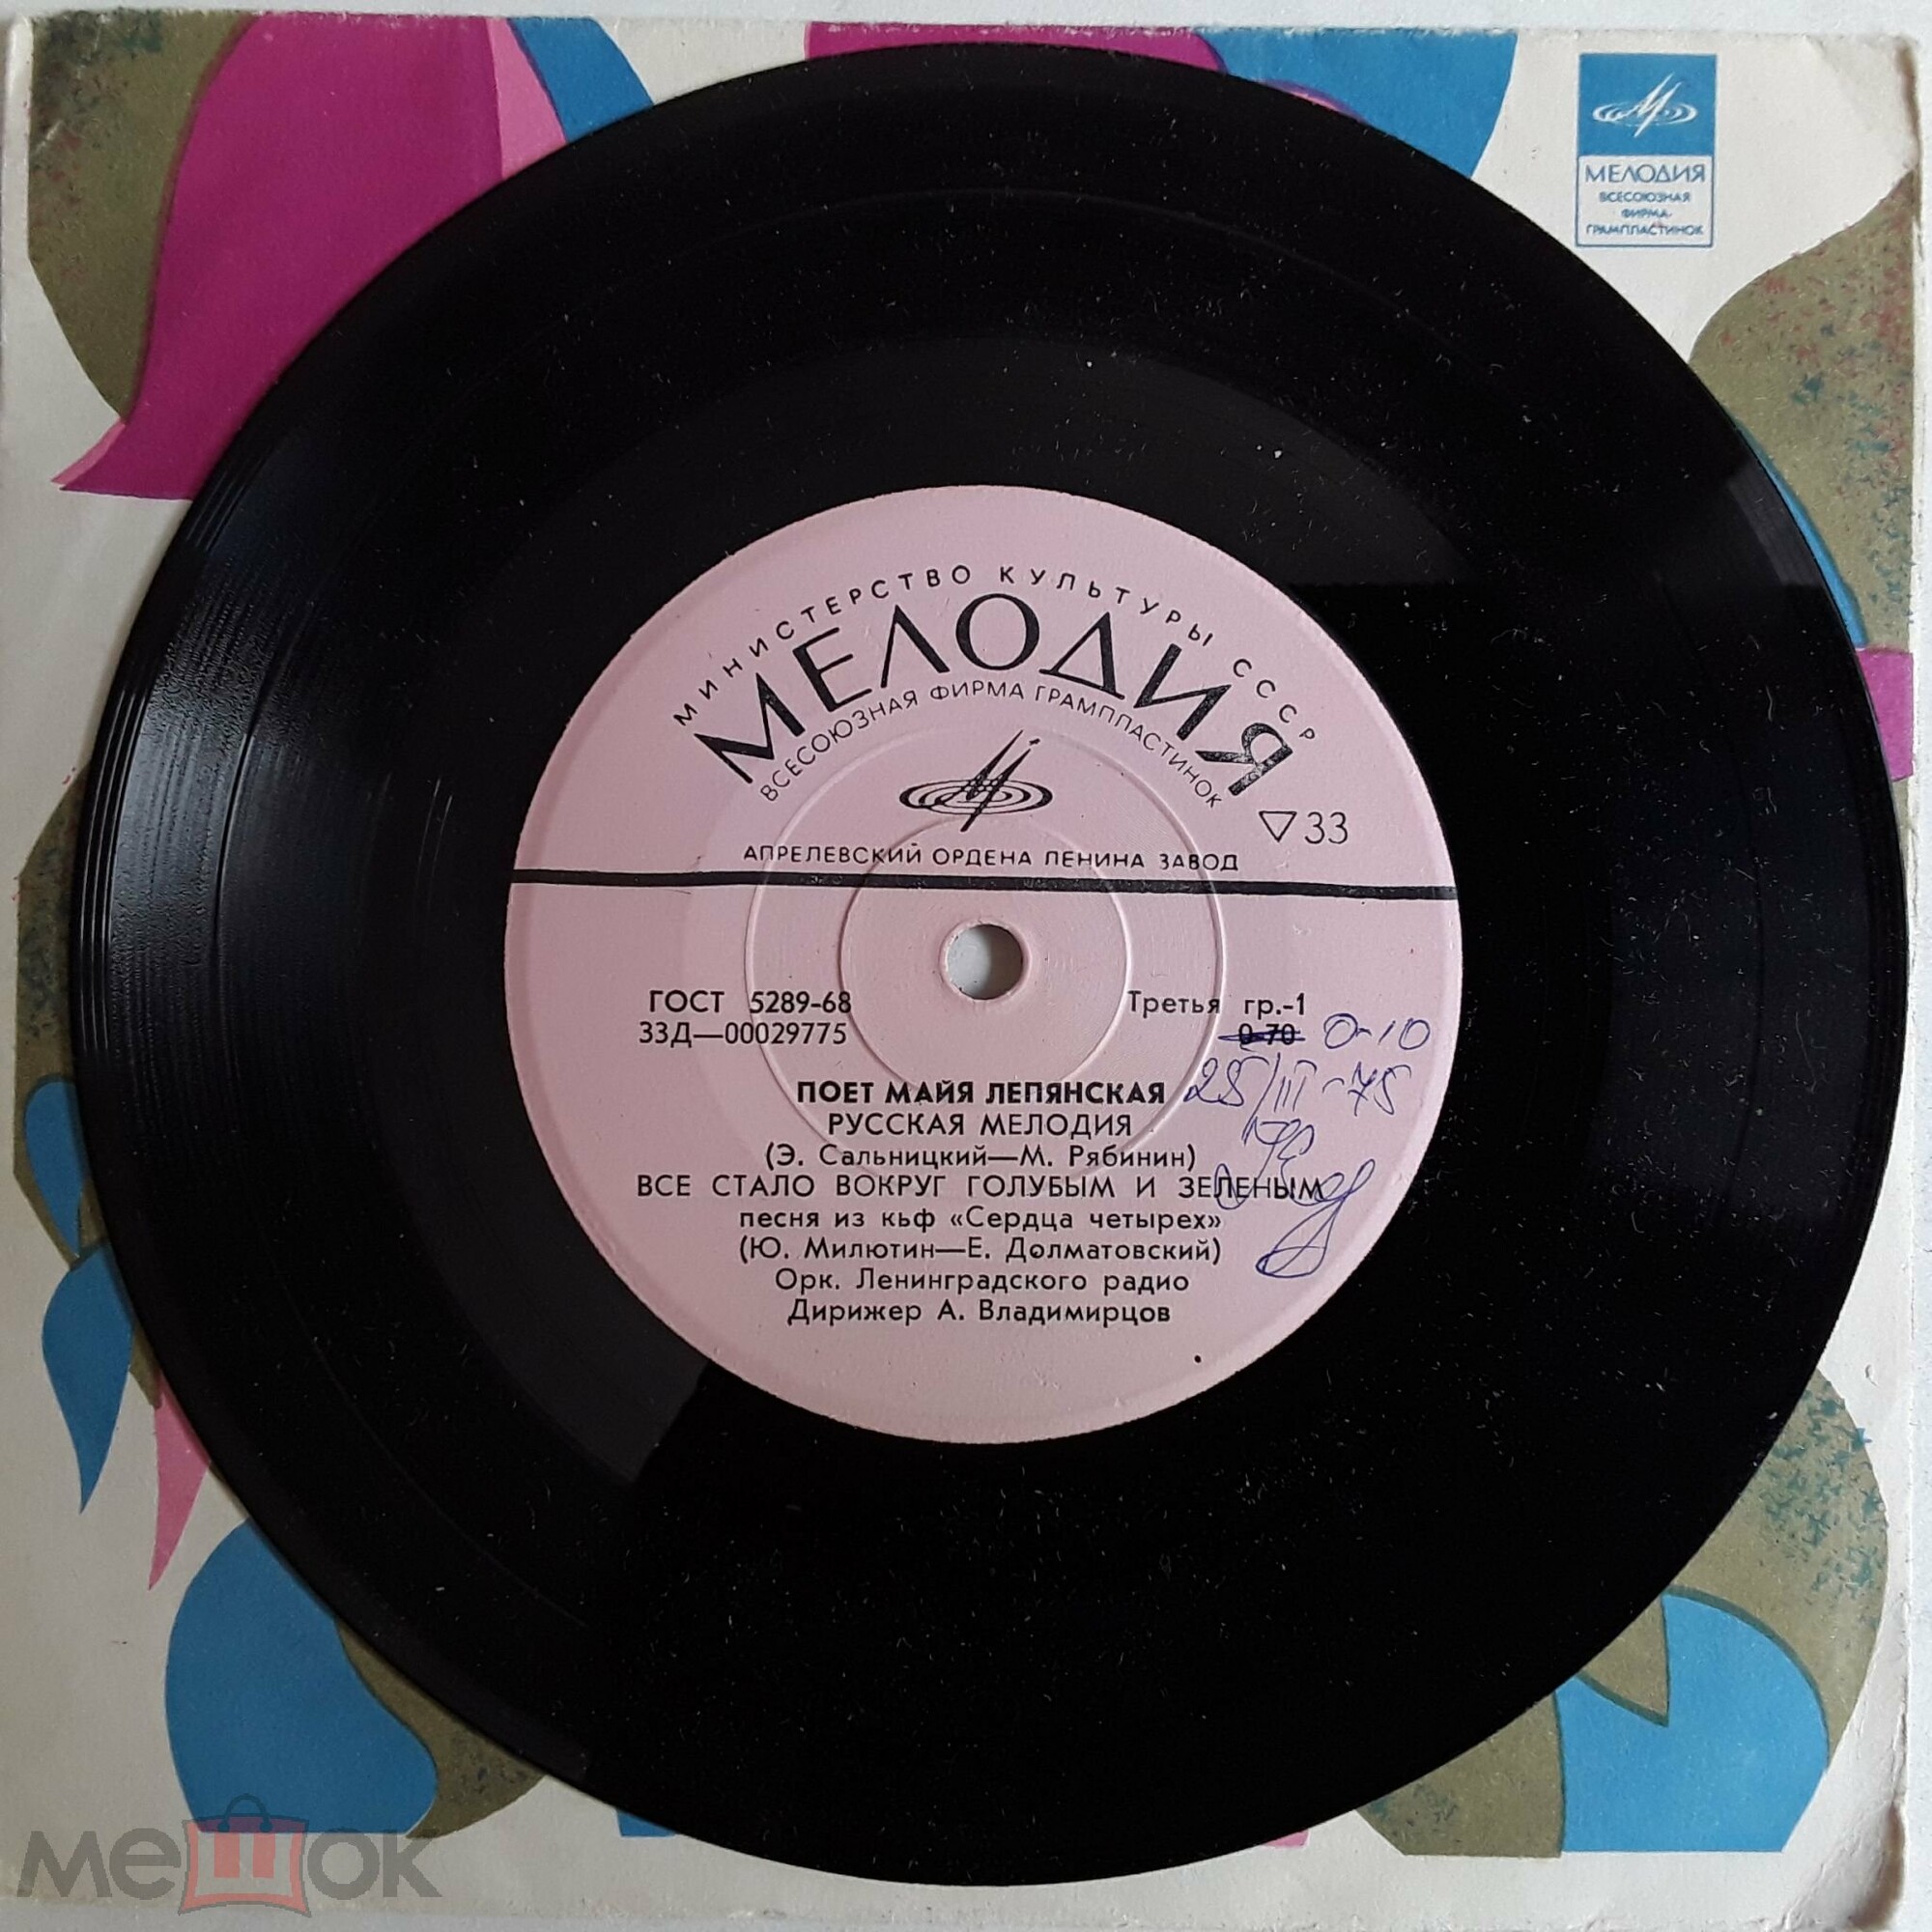 МЕЛОДИЯ
ВСЕСОЮЗНАЯ
ФИРМА
ГРАМПЛАСТИНОК
МИНИСТЕРСТВО КУЛЬТУРЫ СССР
МЕЛОДИЯ
ВСЕСОЮЗНАЯ ФИРМА ГРАМПЛАСТИНОК
▽33
АПРЕЛЕВСКИЙ ОРДЕНА ЛЕНИНА ЗАВОД
ГОСТ 5289-68 Третья гр.-1
33Д—00029775 0-70 0-10
25/III-75
ПОЕТ МАЙЯ ЛЕПЯНСКАЯ
РУССКАЯ МЕЛОДИЯ
(Э. Сальницкий—М. Рябинин)
ВСЕ СТАЛО ВОКРУГ ГОЛУБЫМ И ЗЕЛЕНЫМ
песня из кьф «Сердца четырех»
(Ю. Милютин—Е. Долматовский)
Орк. Ленинградского радио
Дирижер А. Владимирцов
мешок